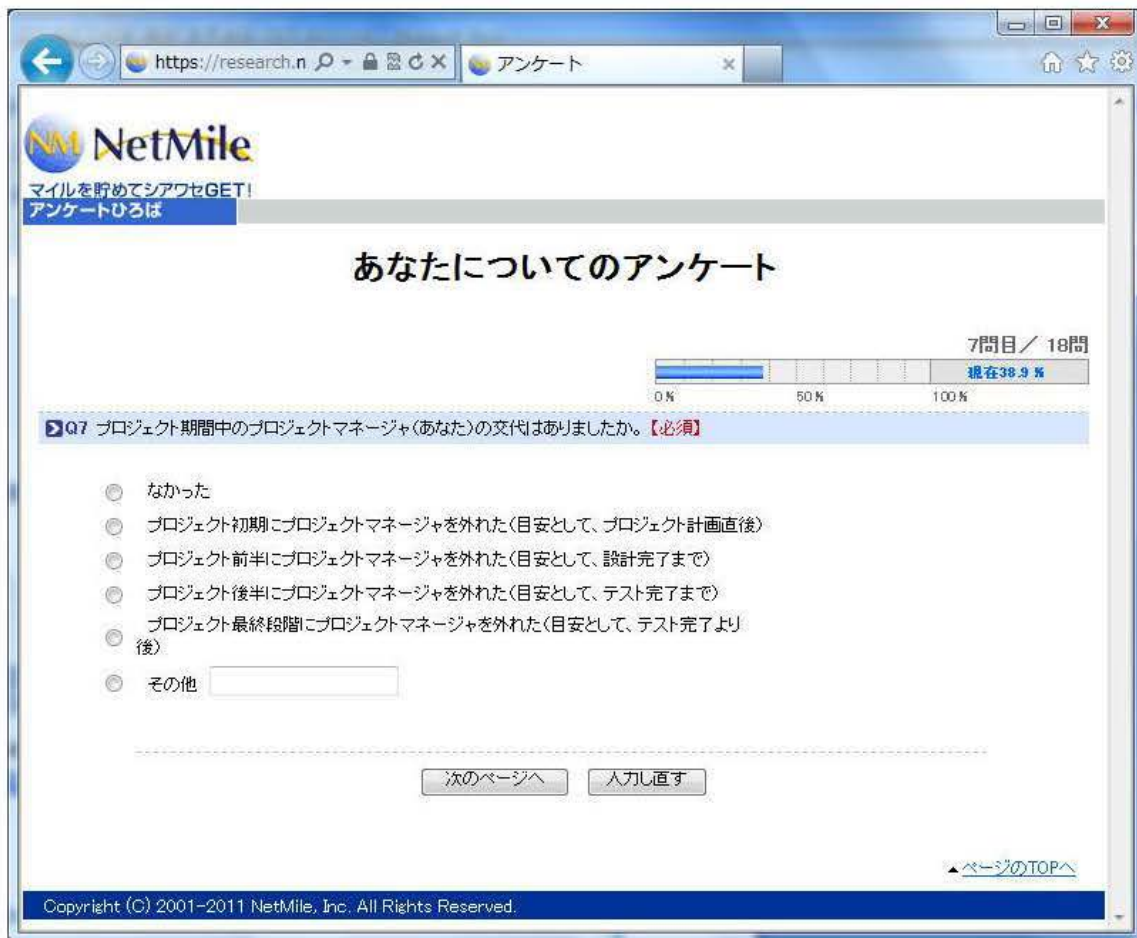 https://research.n
アンケート
NM NetMile
マイルを貯めてシアワセGET!
アンケートひろば
あなたについてのアンケート
7問目／ 18問
現在38.9 %
0 % 50 % 100 %
Q7 プロジェクト期間中のプロジェクトマネージャ(あなた)の交代はありましたか。【必須】
なかった
プロジェクト初期にプロジェクトマネージャを外れた(目安として、プロジェクト計画直後)
プロジェクト前半にプロジェクトマネージャを外れた(目安として、設計完了まで)
プロジェクト後半にプロジェクトマネージャを外れた(目安として、テスト完了まで)
プロジェクト最終段階にプロジェクトマネージャを外れた(目安として、テスト完了より
後)
その他
次のページへ 入力し直す
▲ページのTOPへ
Copyright (C) 2001-2011 NetMile, Inc. All Rights Reserved.